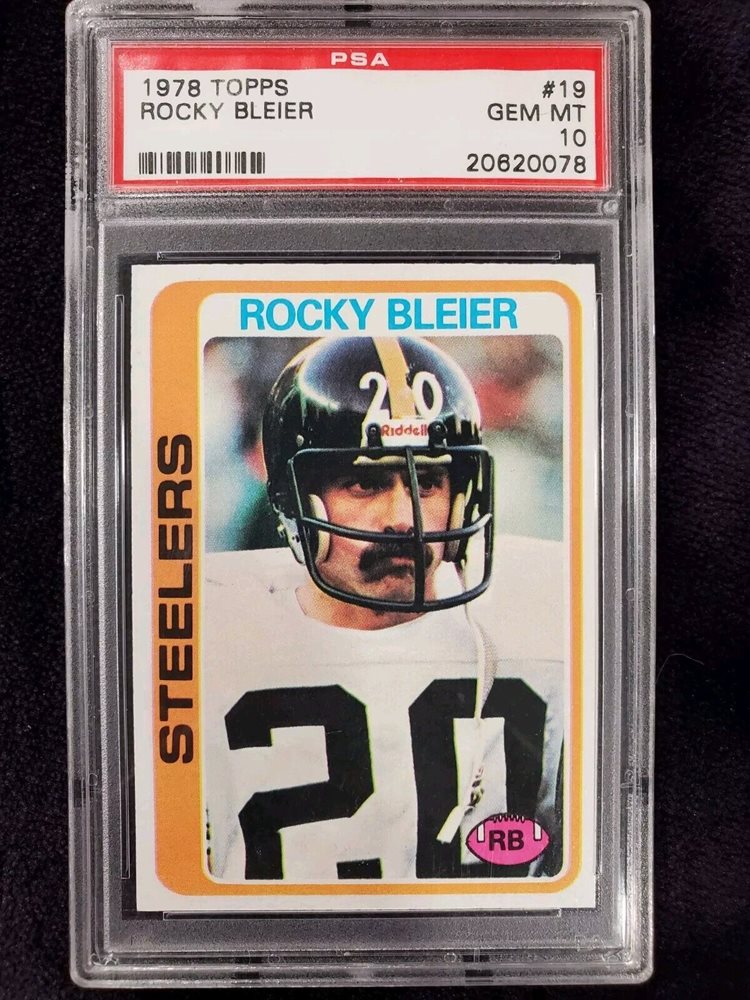 PSA
1978 TOPPS #19
ROCKY BLEIER GEM MT
10
20620078
ROCKY BLEIER
20
Riddell
STEELERS
20
RB